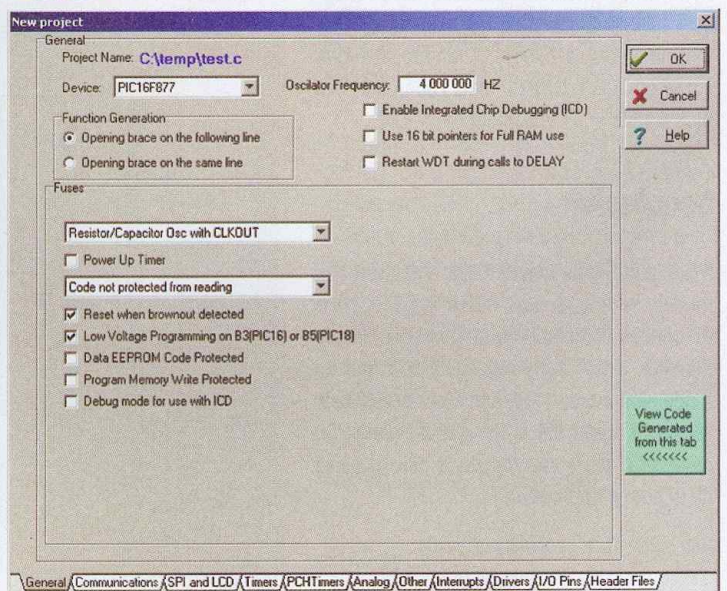 New project
General
Project Name: C:\temp\test.c
Device: PIC16F877
Oscilator Frequency: 4 000 000 HZ
Function Generation
Opening brace on the following line
Opening brace on the same line
Enable Integrated Chip Debugging (ICD)
Use 16 bit pointers for Full RAM use
Restart WDT during calls to DELAY
OK
Cancel
Help
Fuses
Resistor/Capacitor Osc with CLKOUT
Power Up Timer
Code not protected from reading
Reset when brownout detected
Low Voltage Programming on B3(PIC16) or B5(PIC18)
Data EEPROM Code Protected
Program Memory Write Protected
Debug mode for use with ICD
View Code
Generated
from this tab
<<<<<<<
General / Communications / SPI and LCD / Timers / PCHTimers / Analog / Other / Interrupts / Drivers / I/O Pins / Header Files /